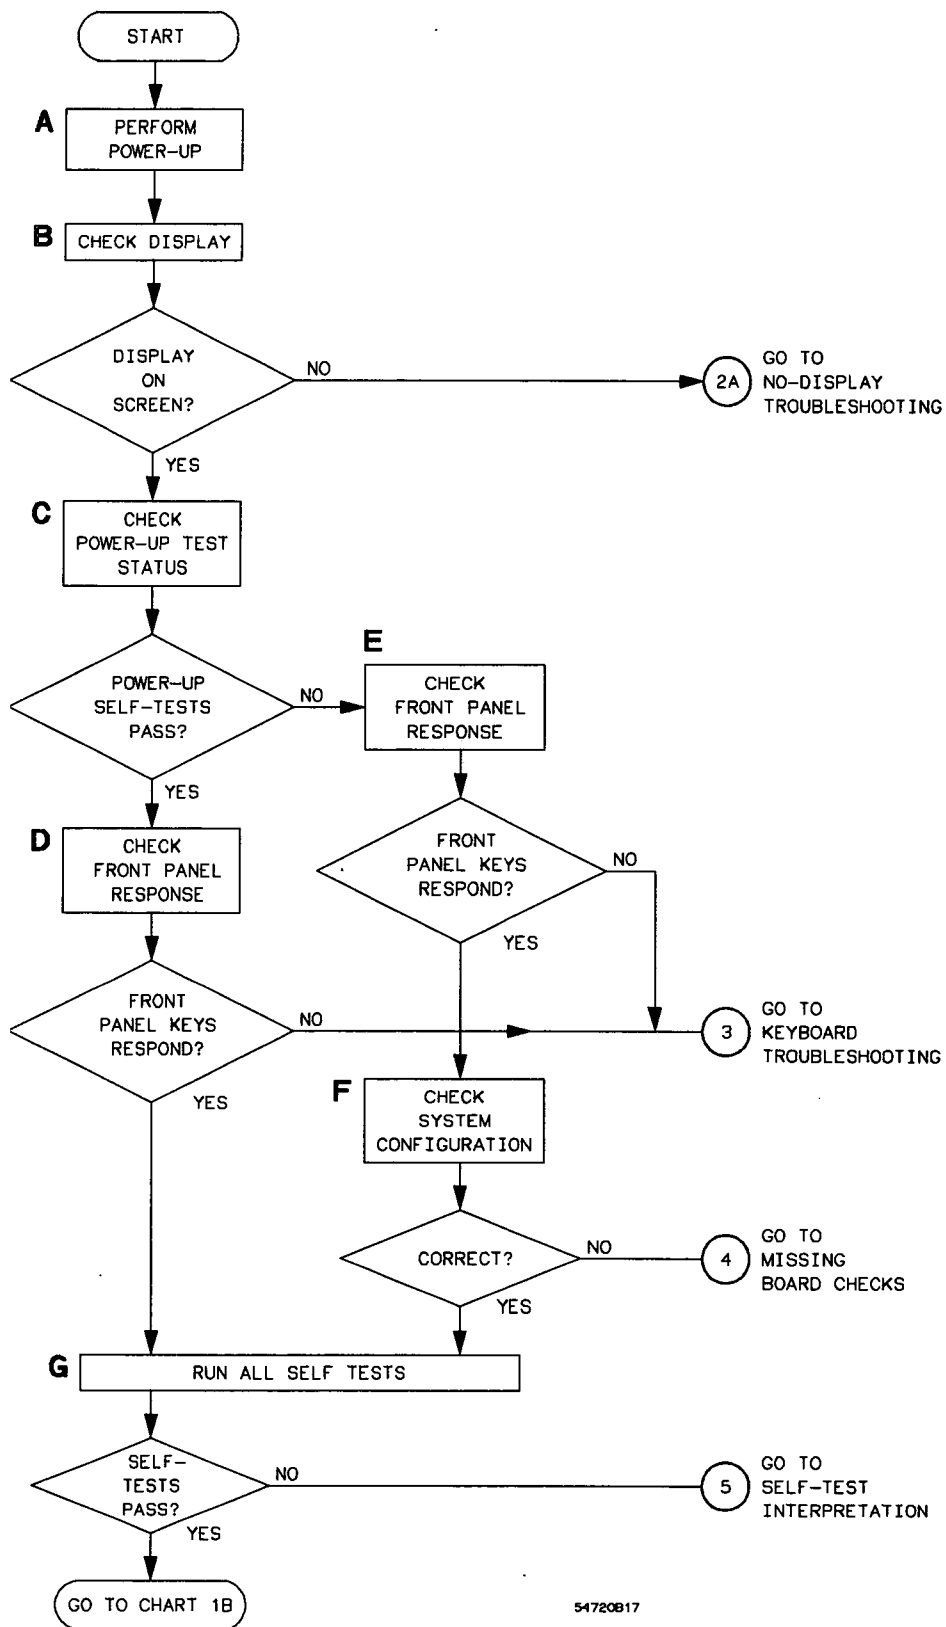 START
A
PERFORM
POWER-UP
B
CHECK DISPLAY
DISPLAY
ON
SCREEN?
NO
2A
GO TO
NO-DISPLAY
TROUBLESHOOTING
YES
C
CHECK
POWER-UP TEST
STATUS
POWER-UP
SELF-TESTS
PASS?
NO
E
CHECK
FRONT PANEL
RESPONSE
YES
D
CHECK
FRONT PANEL
RESPONSE
FRONT
PANEL KEYS
RESPOND?
NO
YES
FRONT
PANEL KEYS
RESPOND?
NO
3
GO TO
KEYBOARD
TROUBLESHOOTING
YES
F
CHECK
SYSTEM
CONFIGURATION
CORRECT?
NO
4
GO TO
MISSING
BOARD CHECKS
YES
G
RUN ALL SELF TESTS
SELF-
TESTS
PASS?
NO
5
GO TO
SELF-TEST
INTERPRETATION
YES
GO TO CHART 1B
54720B17